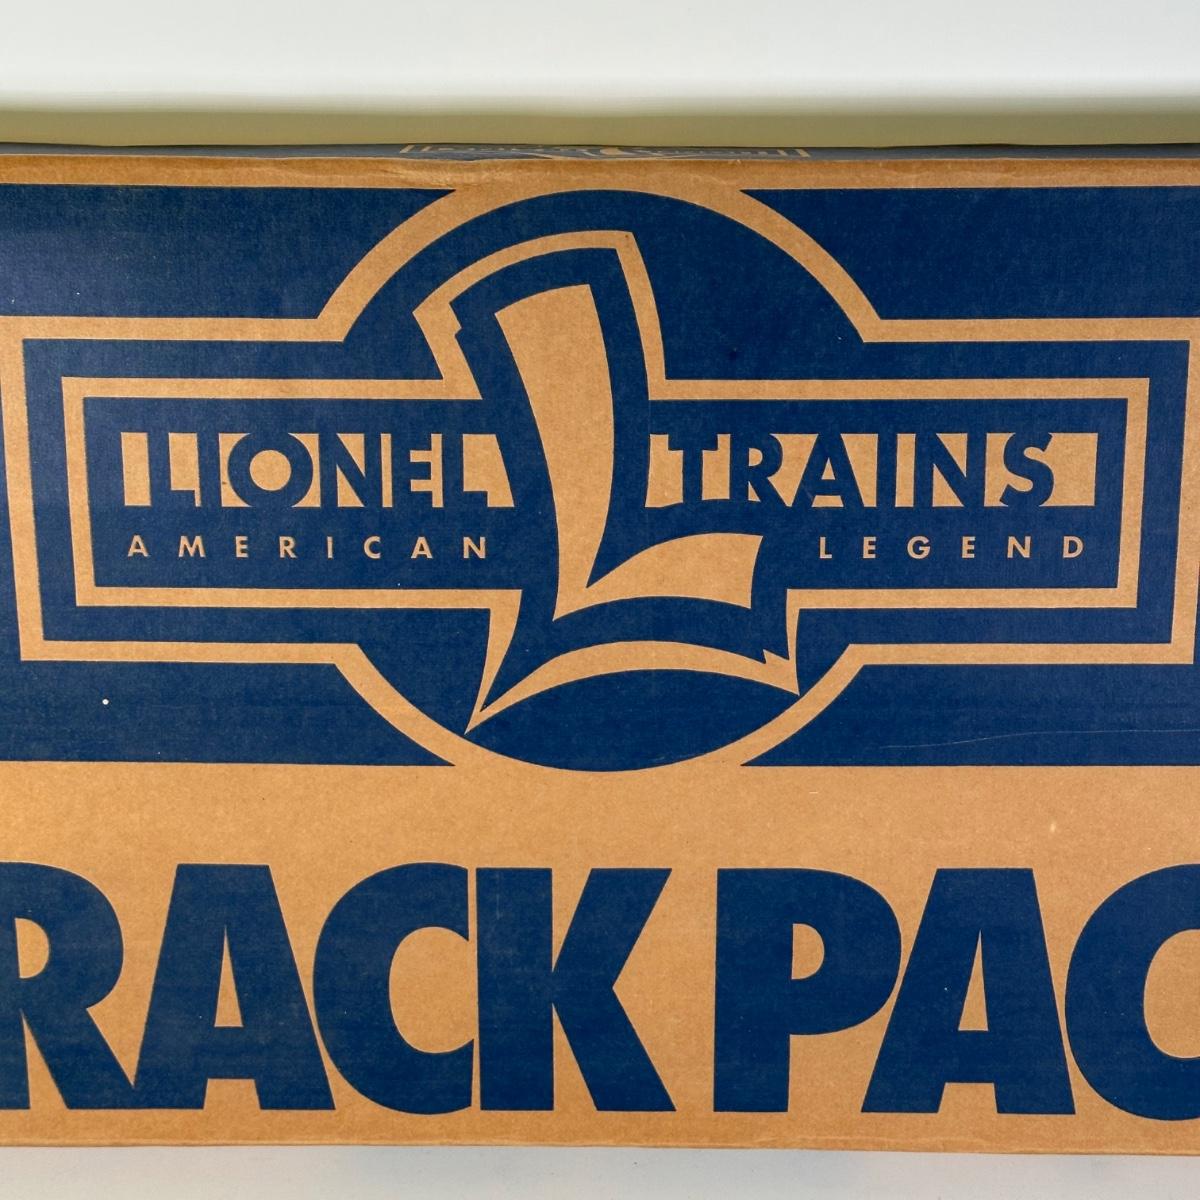 LIONEL L TRAINS
AMERICAN LEGEND
RACK PAC